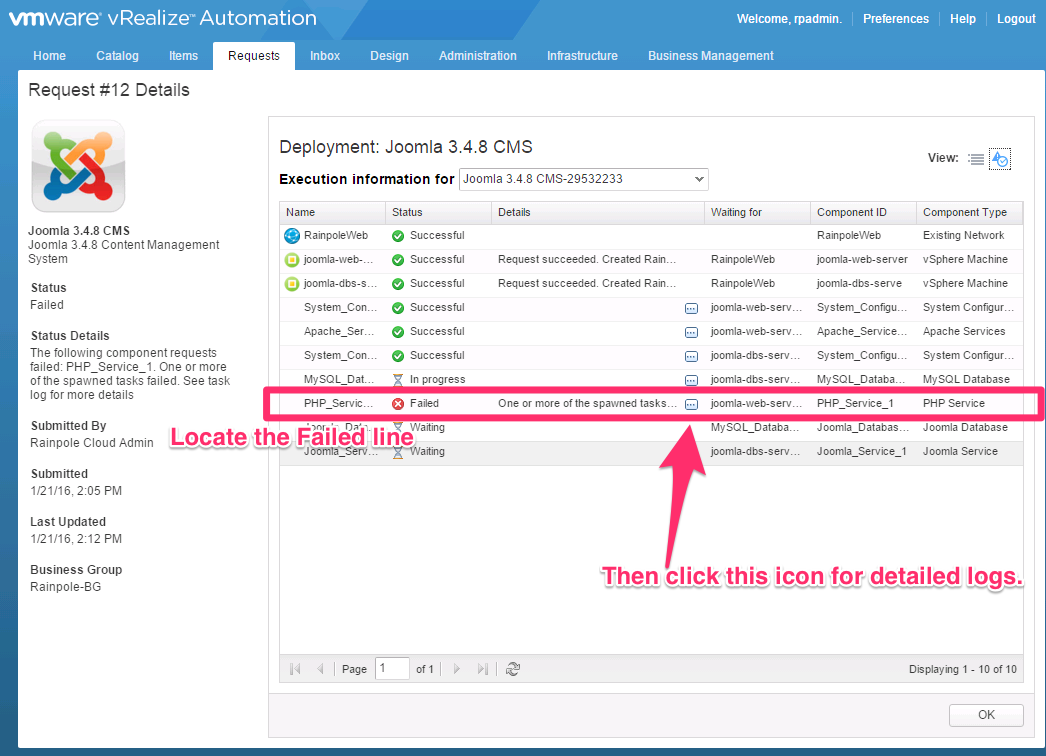 vmware vRealize™ Automation
Welcome, rpadmin. Preferences Help Logout
Home Catalog Items Requests Inbox Design Administration Infrastructure Business Management
Request #12 Details
Joomla 3.4.8 CMS
Joomla 3.4.8 Content Management
System
Status
Failed
Status Details
The following component requests
failed: PHP_Service_1. One or more
of the spawned tasks failed. See task
log for more details
Submitted By
Rainpole Cloud Admin
Submitted
1/21/16, 2:05 PM
Last Updated
1/21/16, 2:12 PM
Business Group
Rainpole-BG
Deployment: Joomla 3.4.8 CMS
View:
Execution information for Joomla 3.4.8 CMS-29532233
Name Status Details Waiting for Component ID Component Type
RainpoleWeb Successful RainpoleWeb Existing Network
joomla-web-... Successful Request succeeded. Created Rain... RainpoleWeb joomla-web-server vSphere Machine
joomla-dbs-... Successful Request succeeded. Created Rain... RainpoleWeb joomla-dbs-serve vSphere Machine
System_Con... Successful joomla-web-serv... System_Configu... System Configur...
Apache_Ser... Successful joomla-web-serv... Apache_Service... Apache Services
System_Con... Successful joomla-dbs-serv... System_Configu... System Configur...
MySQL_Dat... In progress joomla-dbs-serv... MySQL_Databa... MySQL Database
PHP_Servic... Failed One or more of the spawned tasks... joomla-web-serv... PHP_Service_1 PHP Service
Joomla_Data... Waiting MySQL_Databa... Joomla_Databas... Joomla Database
Joomla_Serv... Waiting joomla-dbs-serv... Joomla_Service_1 Joomla Service
Locate the Failed line
Then click this icon for detailed logs.
Page 1 of 1 Displaying 1 - 10 of 10
OK